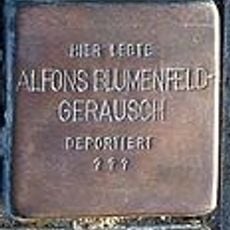 HIER LEBTE
ALFONS BLUMENFELD-
GERAUSCH
DEPORTIERT
???